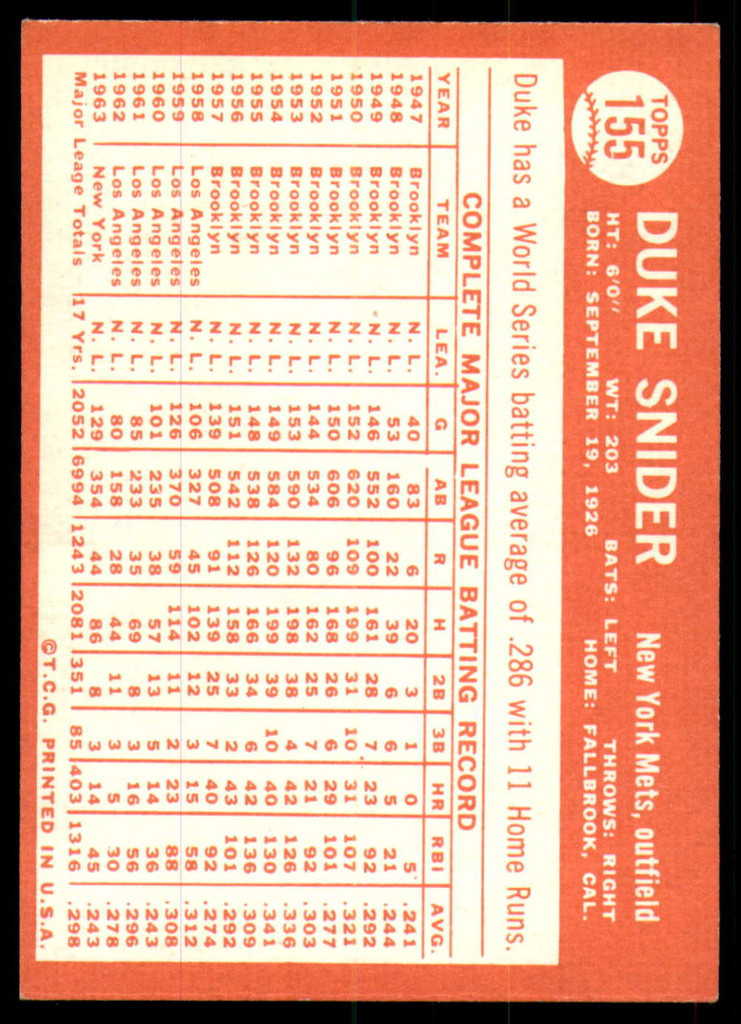 TOPPS
155
DUKE SNIDER New York Mets, outfield
HT: 6'0" WT: 203 BATS: LEFT THROWS: RIGHT
BORN: SEPTEMBER 19, 1926 HOME: FALLBROOK, CAL.
Duke has a World Series batting average of .286 with 11 Home Runs.
COMPLETE MAJOR LEAGUE BATTING RECORD
YEAR TEAM LEA. G AB R H 2B 3B HR RBI AVG.
1947 Brooklyn N. L. 40 83 6 20 3 1 0 5 .241
1948 Brooklyn N. L. 53 160 22 39 6 6 5 21 .244
1949 Brooklyn N. L. 146 552 100 161 28 7 23 92 .292
1950 Brooklyn N. L. 152 620 109 199 31 10 31 107 .321
1951 Brooklyn N. L. 150 606 96 168 26 6 29 101 .277
1952 Brooklyn N. L. 144 534 80 162 25 7 21 92 .303
1953 Brooklyn N. L. 153 590 132 198 38 4 42 126 .336
1954 Brooklyn N. L. 149 584 120 199 39 10 40 130 .341
1955 Brooklyn N. L. 148 538 126 166 34 6 42 136 .309
1956 Brooklyn N. L. 151 542 112 158 33 2 43 101 .292
1957 Brooklyn N. L. 139 508 91 139 25 7 40 92 .274
1958 Los Angeles N. L. 106 327 45 102 12 3 15 58 .312
1959 Los Angeles N. L. 126 370 59 114 11 2 23 88 .308
1960 Los Angeles N. L. 101 235 38 57 13 5 14 36 .243
1961 Los Angeles N. L. 85 233 35 69 8 3 16 56 .296
1962 Los Angeles N. L. 80 158 28 44 11 3 5 30 .278
1963 New York N. L. 129 354 44 86 8 3 14 45 .243
Major Leage Totals 17 Yrs. 2052 6994 1243 2081 351 85 403 1316 .298
©T.C.G. PRINTED IN U.S.A.